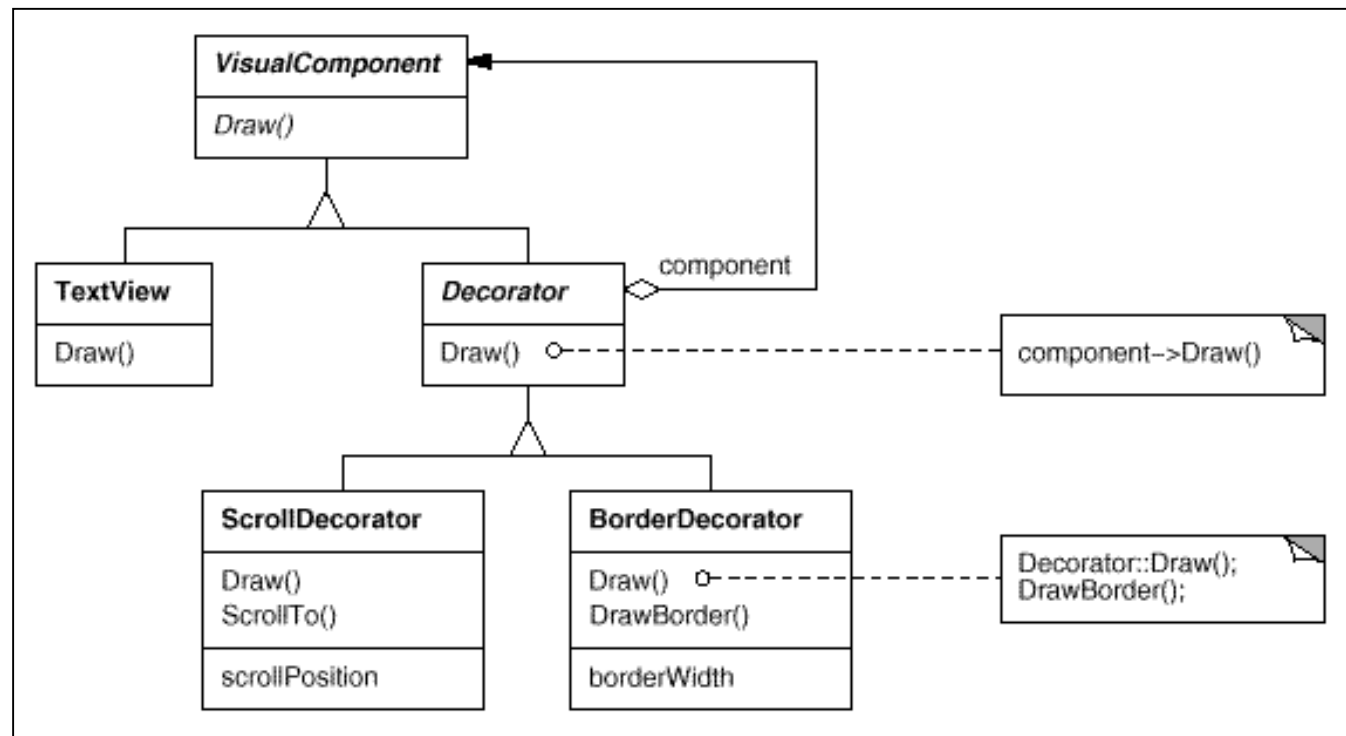 VisualComponent
Draw()
component
TextView
Draw()
Decorator
Draw()
component–>Draw()
ScrollDecorator
Draw()
ScrollTo()
scrollPosition
BorderDecorator
Draw()
DrawBorder()
borderWidth
Decorator::Draw();
DrawBorder();